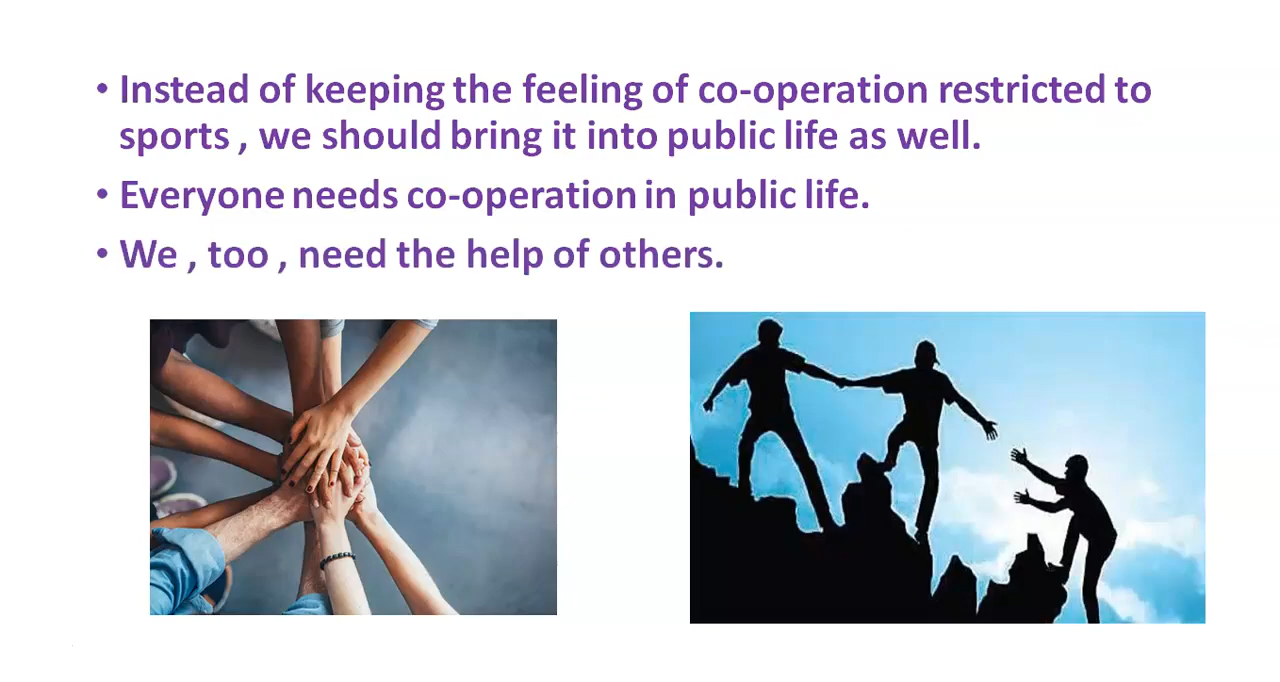 • Instead of keeping the feeling of co-operation restricted to
sports , we should bring it into public life as well.
• Everyone needs co-operation in public life.
• We , too , need the help of others.